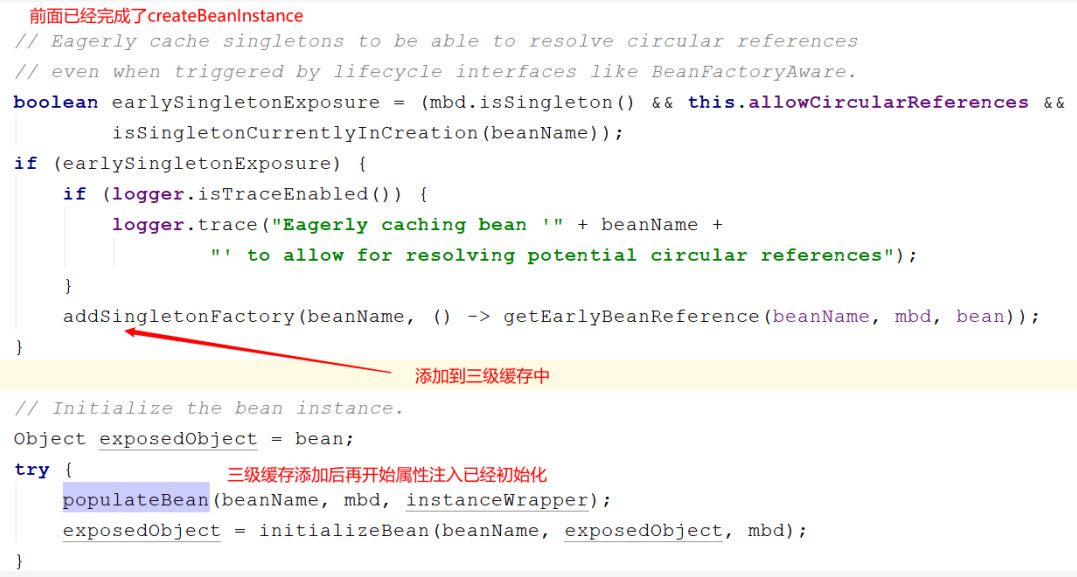 前面已经完成了createBeanInstance
// Eagerly cache singletons to be able to resolve circular references
// even when triggered by lifecycle interfaces like BeanFactoryAware.
boolean earlySingletonExposure = (mbd.isSingleton() && this.allowCircularReferences &&
isSingletonCurrentlyInCreation(beanName));
if (earlySingletonExposure) {
if (logger.isTraceEnabled()) {
logger.trace("Eagerly caching bean '" + beanName +
"' to allow for resolving potential circular references");
}
addSingletonFactory(beanName, () -> getEarlyBeanReference(beanName, mbd, bean));
}
添加到三级缓存中
// Initialize the bean instance.
Object exposedObject = bean;
try {
三级缓存添加后再开始属性注入已经初始化
populateBean(beanName, mbd, instanceWrapper);
exposedObject = initializeBean(beanName, exposedObject, mbd);
}